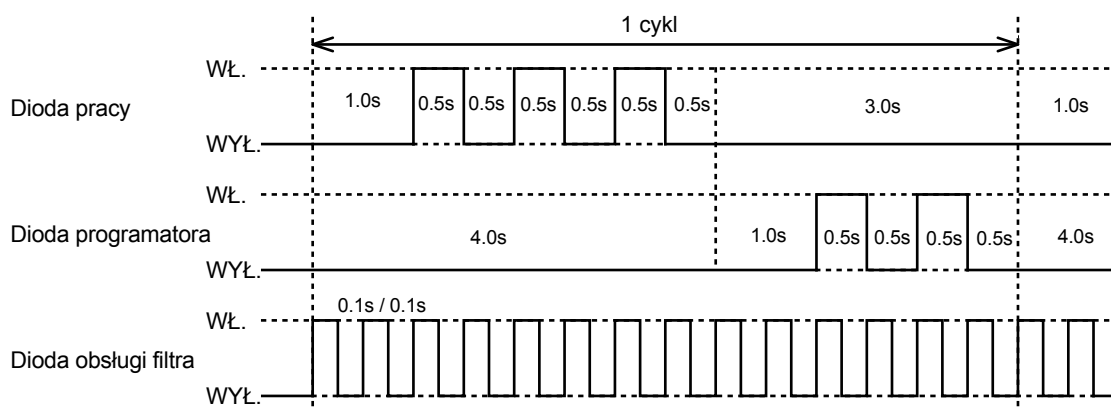 1 cykl
WŁ.
Dioda pracy
1.0s 0.5s 0.5s 0.5s 0.5s 0.5s 0.5s 3.0s 1.0s
WYŁ.
WŁ.
Dioda programatora
4.0s 1.0s 0.5s 0.5s 0.5s 0.5s 4.0s
WYŁ.
0.1s / 0.1s
WŁ.
Dioda obsługi filtra
WYŁ.